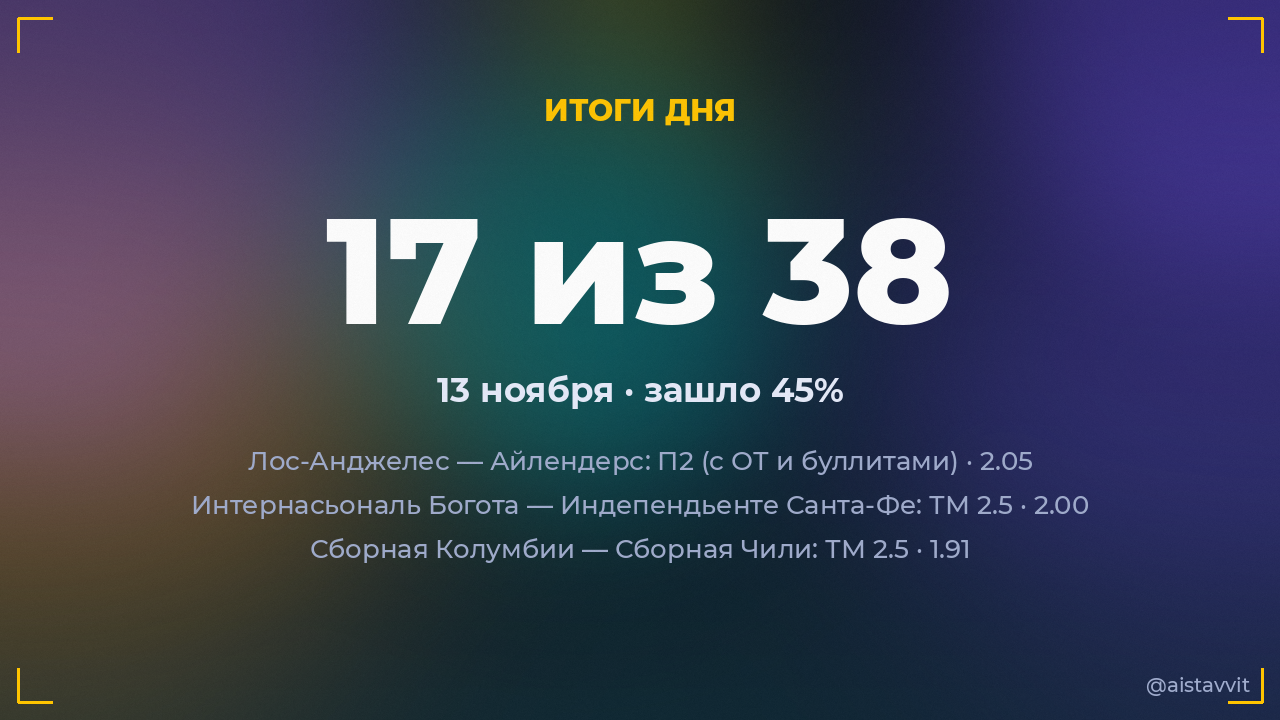 ИТОГИ ДНЯ
17 из 38
13 ноября · зашло 45%
Лос-Анджелес — Айлендерс: П2 (с ОТ и буллитами) · 2.05
Интернасьональ Богота — Индепендьенте Санта-Фе: ТМ 2.5 · 2.00
Сборная Колумбии — Сборная Чили: ТМ 2.5 · 1.91
@aistavvit